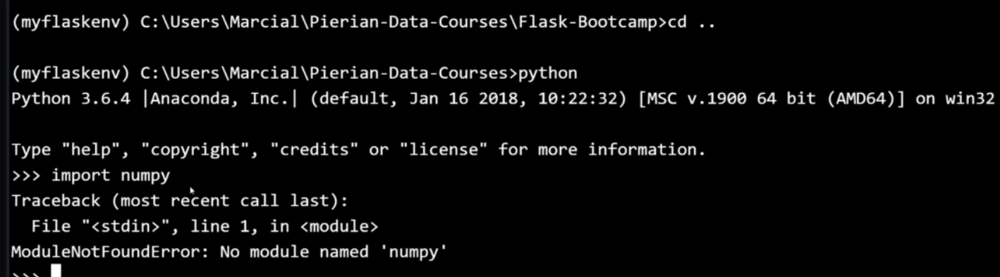 (myflaskenv) C:\Users\Marcial\Pierian-Data-Courses\Flask-Bootcamp>cd ..
(myflaskenv) C:\Users\Marcial\Pierian-Data-Courses>python
Python 3.6.4 |Anaconda, Inc.| (default, Jan 16 2018, 10:22:32) [MSC v.1900 64 bit (AMD64)] on win32
Type "help", "copyright", "credits" or "license" for more information.
>>> import numpy
Traceback (most recent call last):
  File "<stdin>", line 1, in <module>
ModuleNotFoundError: No module named 'numpy'
>>>